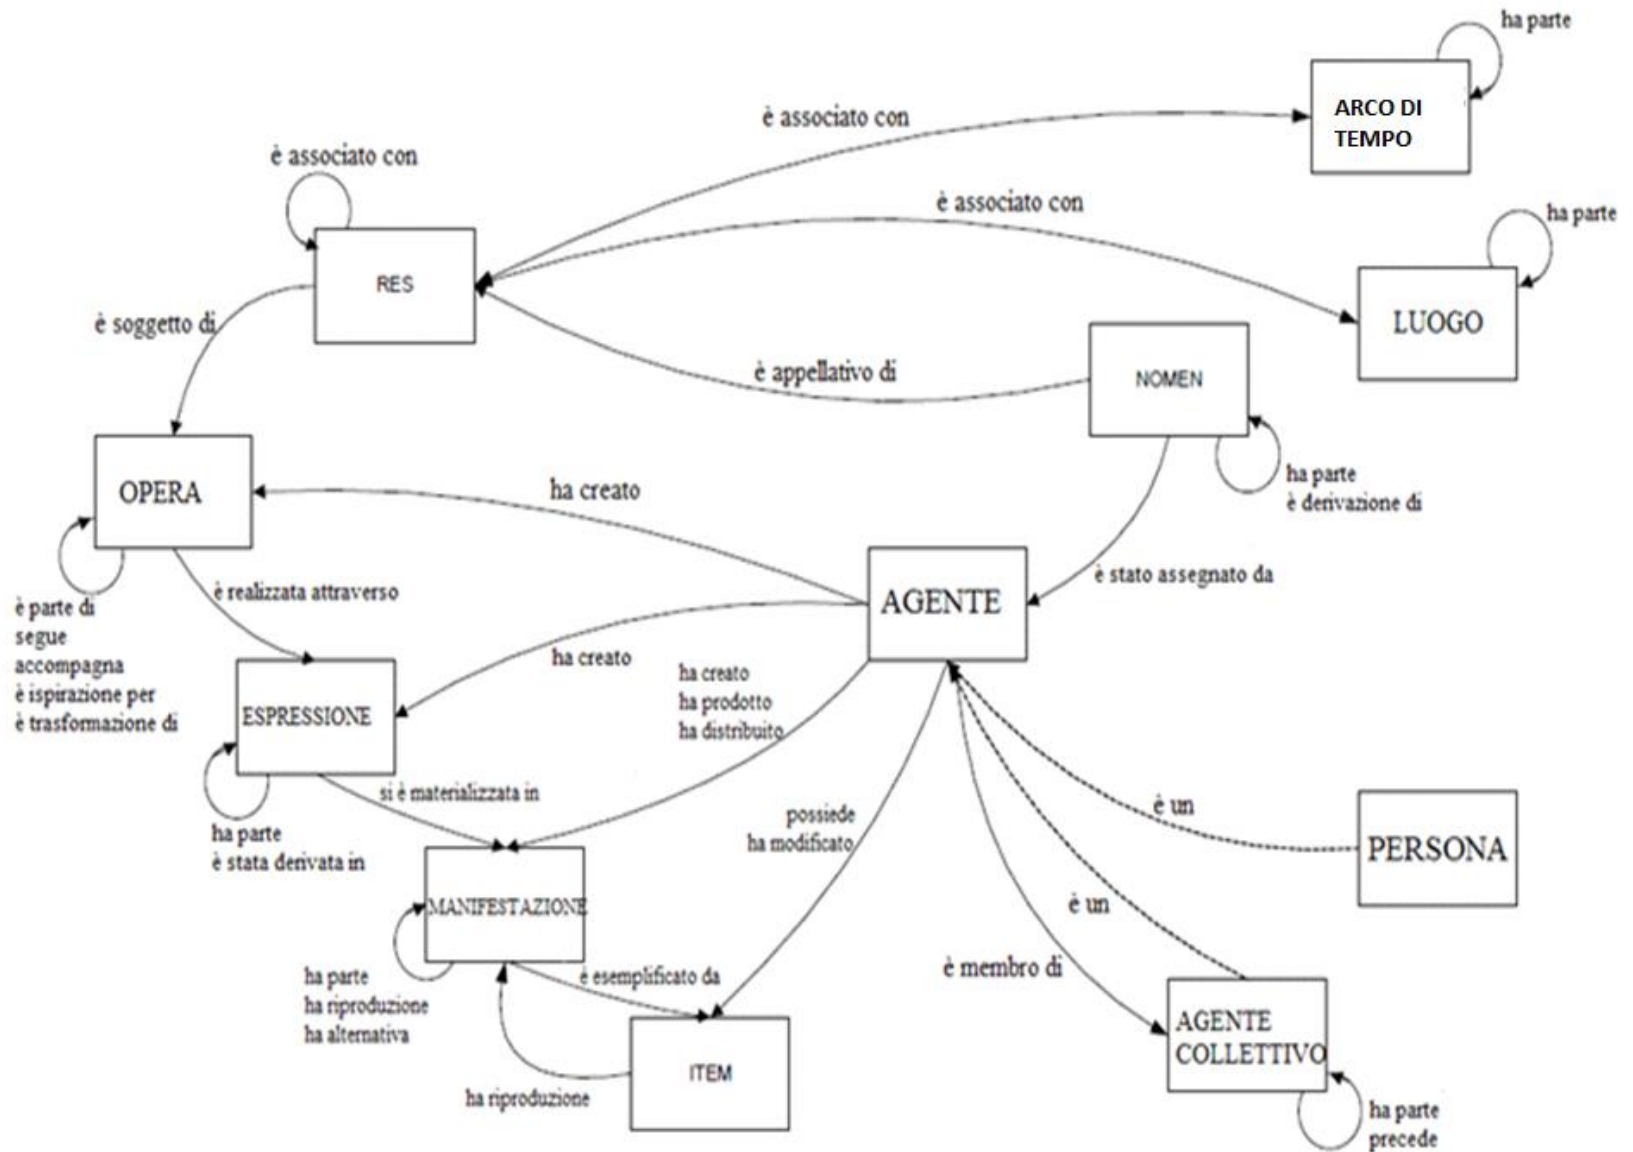 ha parte
ARCO DI
TEMPO
è associato con
è associato con
è associato con
ha parte
RES
LUOGO
è soggetto di
è appellativo di
NOMEN
OPERA
ha creato
ha parte
è derivazione di
è stato assegnato da
AGENTE
è realizzata attraverso
è parte di
segue
accompagna
è ispirazione per
è trasformazione di
ha creato
ha creato
ha prodotto
ha distribuito
ESPRESSIONE
si è materializzata in
ha parte
è stata derivata in
possiede
ha modificato
è un
PERSONA
MANIFESTAZIONE
è un
è membro di
ha parte
ha riproduzione
ha alternativa
è esemplificato da
AGENTE
COLLETTIVO
ITEM
ha riproduzione
ha parte
precede